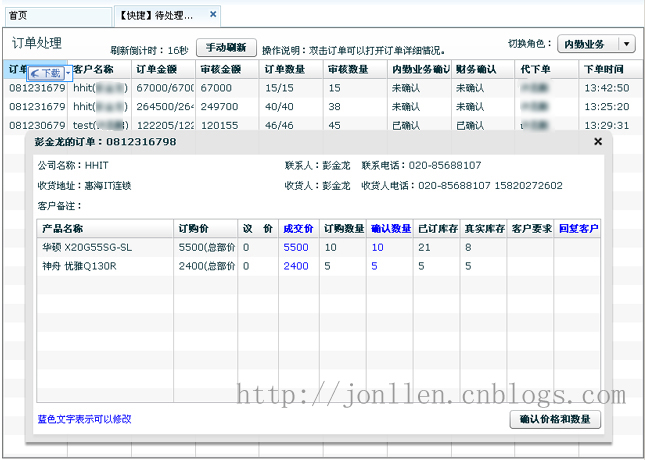 首页 【快捷】待处理... ×
订单处理 刷新倒计时：16秒 手动刷新 操作说明：双击订单可以打开订单详细情况。 切换角色： 内勤业务
订单 下载 客户名称 订单金额 审核金额 订单数量 审核数量 内勤业务确认 财务确认 代下单 下单时间
081231679 hhit( ) 67000/6700 67000 15/15 15 未确认 未确认 13:42:50
081231679 hhit( ) 264500/264 249700 40/40 38 未确认 未确认 13:25:20
081230679 test( ) 122205/122 120155 46/46 45 已确认 已确认 13:29:31
彭金龙的订单：0812316798 ×
公司名称：HHIT 联系人：彭金龙 联系电话：020-85688107
收货地址：惠海IT连锁 收货人：彭金龙 收货人电话：020-85688107 15820272602
客户备注：
产品名称 订购价 议 价 成交价 订购数量 确认数量 已订库存 真实库存 客户要求 回复客户
华硕 X20G55SG-SL 5500(总部价 0 5500 10 10 21 8
神舟 优雅Q130R 2400(总部价 0 2400 5 5 5 5
http://jonllen.cnblogs.com
蓝色文字表示可以修改 确认价格和数量